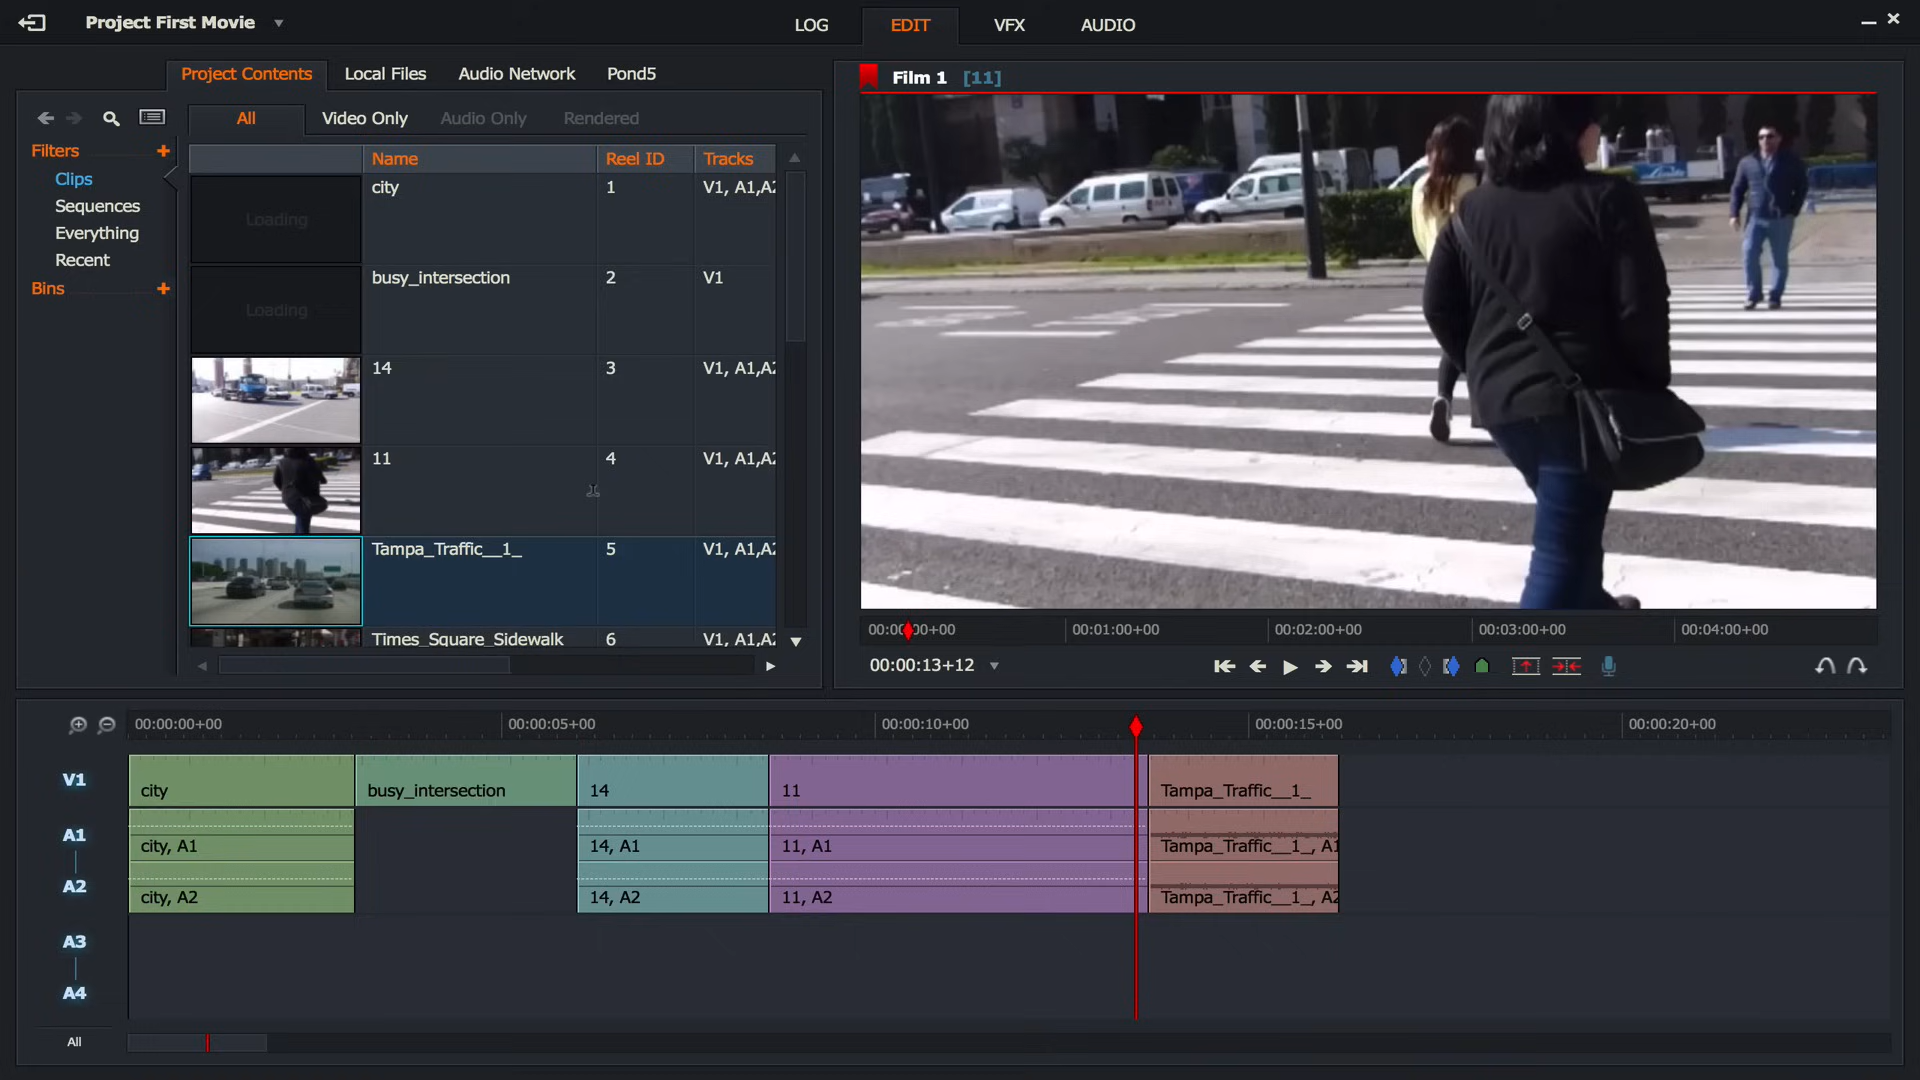 Project First Movie
LOG
EDIT
VFX
AUDIO
Project Contents
Local Files
Audio Network
Pond5
All
Video Only
Audio Only
Rendered
Filters
Clips
Sequences
Everything
Recent
Bins
Name
Reel ID
Tracks
Loading
city
1
V1, A1,A2
Loading
busy_intersection
2
V1
14
3
V1, A1,A2
11
4
V1, A1,A2
Tampa_Traffic__1_
5
V1, A1,A2
Times_Square_Sidewalk
6
V1, A1,A2
Film 1 [11]
00:01:00+00
00:02:00+00
00:03:00+00
00:04:00+00
00:00:13+12
00:00:00+00
00:00:05+00
00:00:10+00
00:00:15+00
00:00:20+00
V1
city
busy_intersection
14
11
Tampa_Traffic__1_
A1
city, A1
14, A1
11, A1
Tampa_Traffic__1_, A1
A2
city, A2
14, A2
11, A2
Tampa_Traffic__1_, A2
A3
A4
All